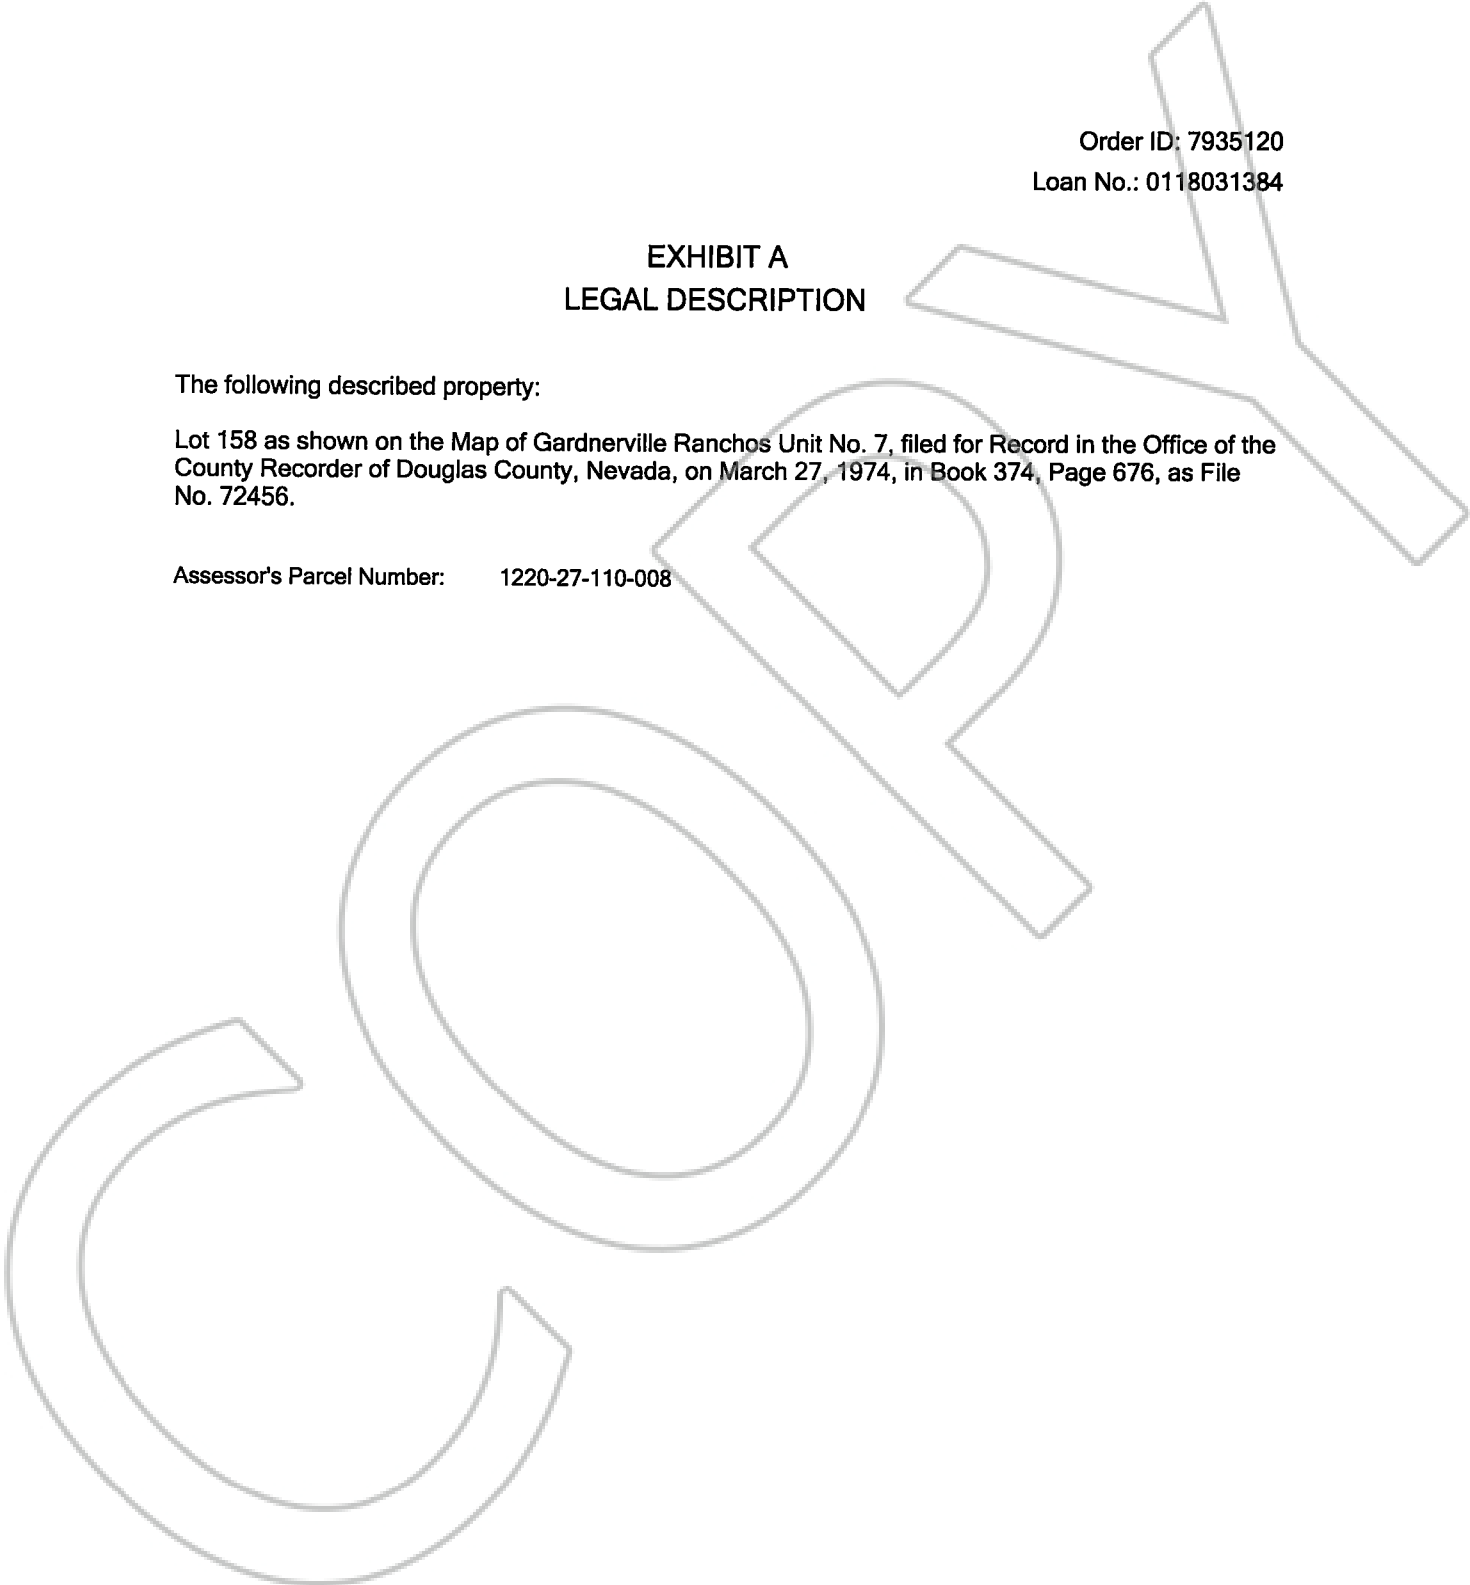 Order ID: 7935120
Loan No.: 0118031384
EXHIBIT A
LEGAL DESCRIPTION
The following described property:
Lot 158 as shown on the Map of Gardnerville Ranchos Unit No. 7, filed for Record in the Office of the
County Recorder of Douglas County, Nevada, on March 27, 1974, in Book 374, Page 676, as File
No. 72456.
Assessor's Parcel Number: 1220-27-110-008
COPY